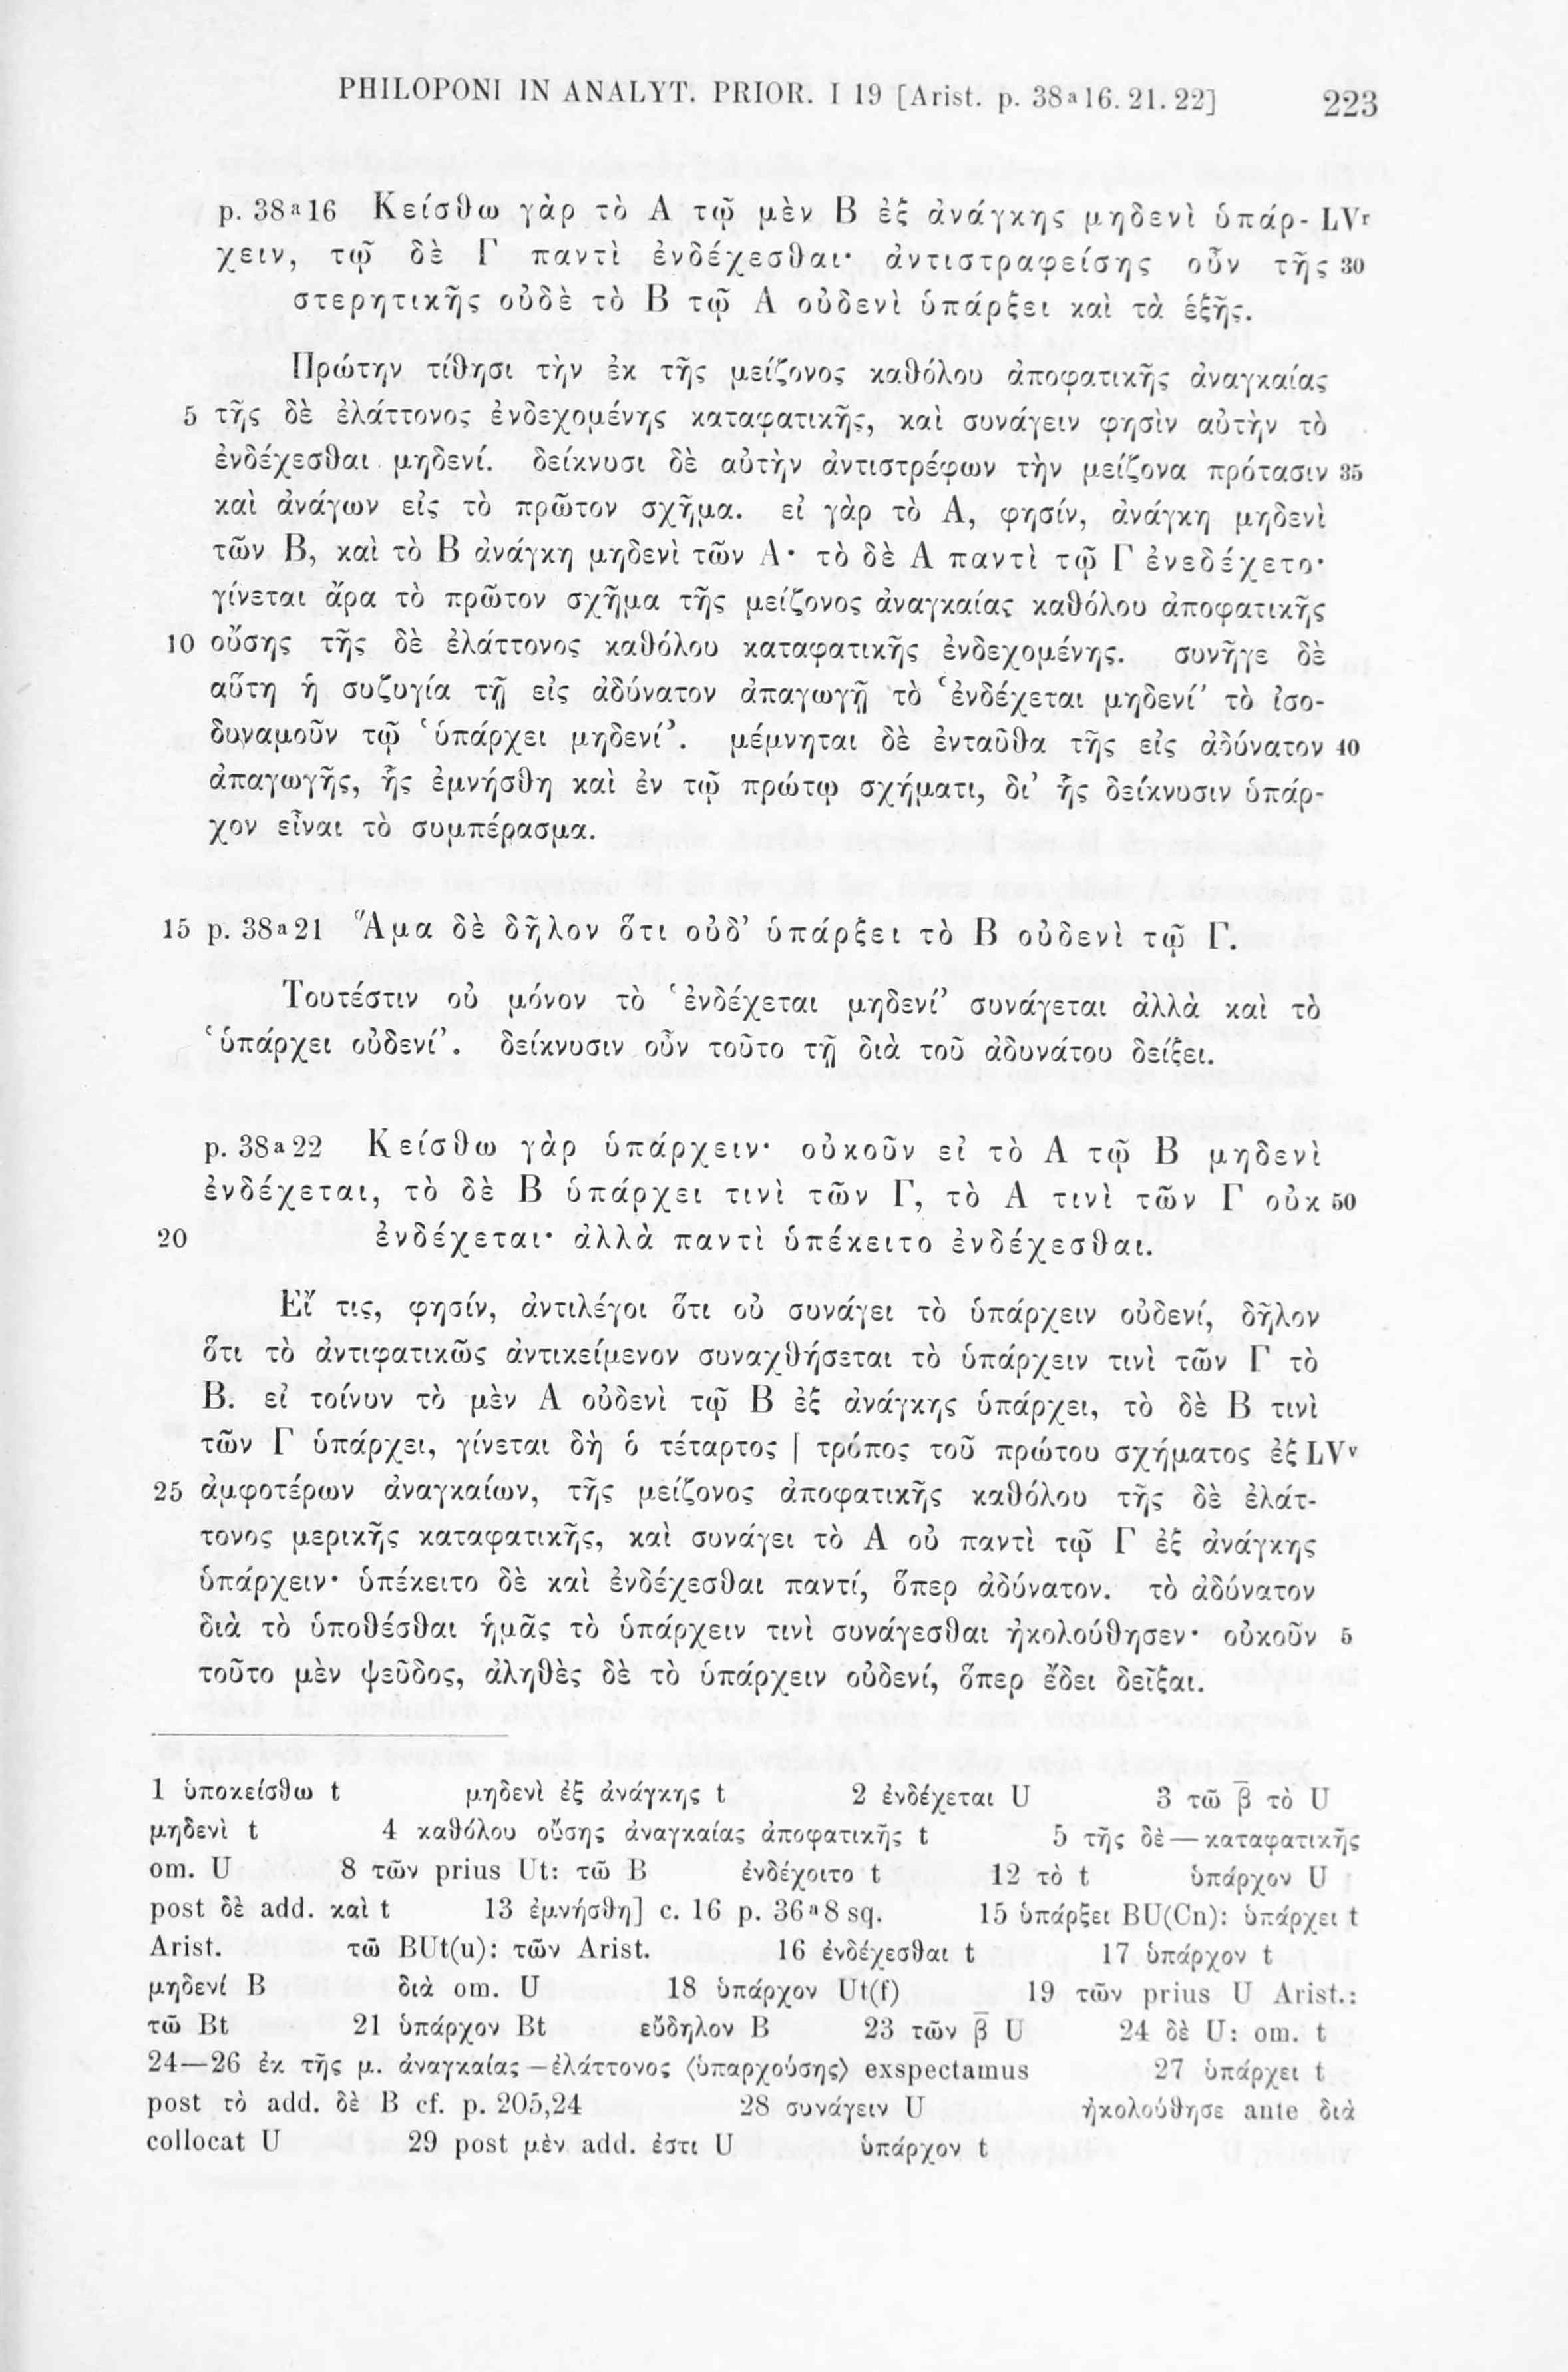 PHILOPONI IN ANALYT. PRIOR. I 19 [Arist. p. 38a16. 21. 22] 223
p. 38a16 Κείσθω γὰρ τὸ Α τῷ μὲν Β ἐξ ἀνάγκης μηδενὶ ὑπάρ- LVr
χειν, τῷ δὲ Γ παντὶ ἐνδέχεσθαι· ἀντιστραφείσης οὖν τῆς 30
στερητικῆς οὐδὲ τὸ Β τῷ Α οὐδενὶ ὑπάρξει καὶ τὰ ἑξῆς.
Πρώτην τίθησι τὴν ἐκ τῆς μείζονος καθόλου ἀποφατικῆς ἀναγκαίας
5 τῆς δὲ ἐλάττονος ἐνδεχομένης καταφατικῆς, καὶ συνάγειν φησὶν αὐτὴν τὸ
ἐνδέχεσθαι μηδενί. δείκνυσι δὲ αὐτὴν ἀντιστρέφων τὴν μείζονα πρότασιν 35
καὶ ἀνάγων εἰς τὸ πρῶτον σχῆμα. εἰ γὰρ τὸ Α, φησίν, ἀνάγκη μηδενὶ
τῶν Β, καὶ τὸ Β ἀνάγκη μηδενὶ τῶν Α· τὸ δὲ Α παντὶ τῷ Γ ἐνεδέχετο·
γίνεται ἄρα τὸ πρῶτον σχῆμα τῆς μείζονος ἀναγκαίας καθόλου ἀποφατικῆς
10 οὔσης τῆς δὲ ἐλάττονος καθόλου καταφατικῆς ἐνδεχομένης. συνῆγε δὲ
αὕτη ἡ συζυγία τῇ εἰς ἀδύνατον ἀπαγωγῇ τὸ ‘ἐνδέχεται μηδενί’ τὸ ἰσο-
δυναμοῦν τῷ ‘ὑπάρχει μηδενί’. μέμνηται δὲ ἐνταῦθα τῆς εἰς ἀδύνατον 40
ἀπαγωγῆς, ἧς ἐμνήσθη καὶ ἐν τῷ πρώτῳ σχήματι, δι’ ἧς δείκνυσιν ὑπάρ-
χον εἶναι τὸ συμπέρασμα.
15 p. 38a21 Ἅμα δὲ δῆλον ὅτι οὐδ’ ὑπάρξει τὸ Β οὐδενὶ τῷ Γ.
Τουτέστιν οὐ μόνον τὸ ‘ἐνδέχεται μηδενί’ συνάγεται ἀλλὰ καὶ τὸ
‘ὑπάρχει οὐδενί’. δείκνυσιν οὖν τοῦτο τῇ διὰ τοῦ ἀδυνάτου δείξει.
p. 38a22 Κείσθω γὰρ ὑπάρχειν· οὐκοῦν εἰ τὸ Α τῷ Β μηδενὶ
ἐνδέχεται, τὸ δὲ Β ὑπάρχει τινὶ τῶν Γ, τὸ Α τινὶ τῶν Γ οὐκ 50
20 ἐνδέχεται· ἀλλὰ παντὶ ὑπέκειτο ἐνδέχεσθαι.
Εἴ τις, φησίν, ἀντιλέγοι ὅτι οὐ συνάγει τὸ ὑπάρχειν οὐδενί, δῆλον
ὅτι τὸ ἀντιφατικῶς ἀντικείμενον συναχθήσεται τὸ ὑπάρχειν τινὶ τῶν Γ τὸ
Β. εἰ τοίνυν τὸ μὲν Α οὐδενὶ τῷ Β ἐξ ἀνάγκης ὑπάρχει, τὸ δὲ Β τινὶ
τῶν Γ ὑπάρχει, γίνεται δὴ ὁ τέταρτος | τρόπος τοῦ πρώτου σχήματος ἐξ LVv
25 ἀμφοτέρων ἀναγκαίων, τῆς μείζονος ἀποφατικῆς καθόλου τῆς δὲ ἐλάτ-
τονος μερικῆς καταφατικῆς, καὶ συνάγει τὸ Α οὐ παντὶ τῷ Γ ἐξ ἀνάγκης
ὑπάρχειν· ὑπέκειτο δὲ καὶ ἐνδέχεσθαι παντί, ὅπερ ἀδύνατον. τὸ ἀδύνατον
διὰ τὸ ὑποθέσθαι ἡμᾶς τὸ ὑπάρχειν τινὶ συνάγεσθαι ἠκολούθησεν· οὐκοῦν 5
τοῦτο μὲν ψεῦδος, ἀληθὲς δὲ τὸ ὑπάρχειν οὐδενί, ὅπερ ἔδει δεῖξαι.
1 ὑποκείσθω t μηδενὶ ἐξ ἀνάγκης t 2 ἐνδέχεται U 3 τῶ β̄ τὸ U
μηδενὶ t 4 καθόλου οὔσης ἀναγκαίας ἀποφατικῆς t 5 τῆς δὲ — καταφατικῆς
om. U 8 τῶν prius Ut: τῶ B ἐνδέχοιτο t 12 τὸ t ὑπάρχον U
post δὲ add. καὶ t 13 ἐμνήσθη] c. 16 p. 36a8 sq. 15 ὑπάρξει BU(Cn): ὑπάρχει t
Arist. τῶ BUt(u): τῶν Arist. 16 ἐνδέχεσθαι t 17 ὑπάρχον t
μηδενί B διὰ om. U 18 ὑπάρχον Ut(f) 19 τῶν prius U Arist.:
τῶ Bt 21 ὑπάρχον Bt εὔδηλον B 23 τῶν β̄ U 24 δὲ U: om. t
24—26 ἐκ τῆς μ. ἀναγκαίας — ἐλάττονος ⟨ὑπαρχούσης⟩ exspectamus 27 ὑπάρχει t
post τὸ add. δὲ B cf. p. 205,24 28 συνάγειν U ἠκολούθησε ante διὰ
collocat U 29 post μὲν add. ἐστι U ὑπάρχον t